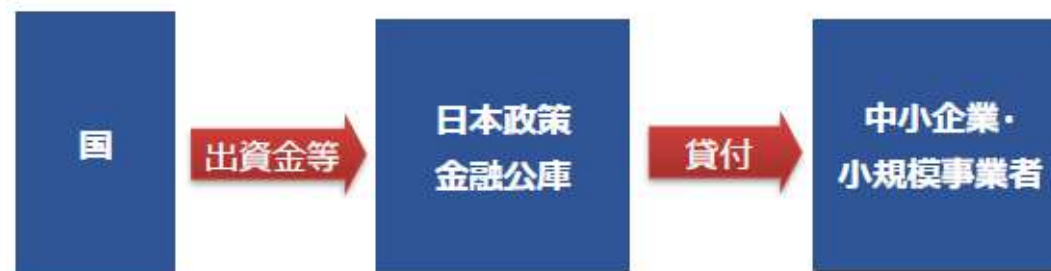 国
出資金等
日本政策
金融公庫
貸付
中小企業・
小規模事業者